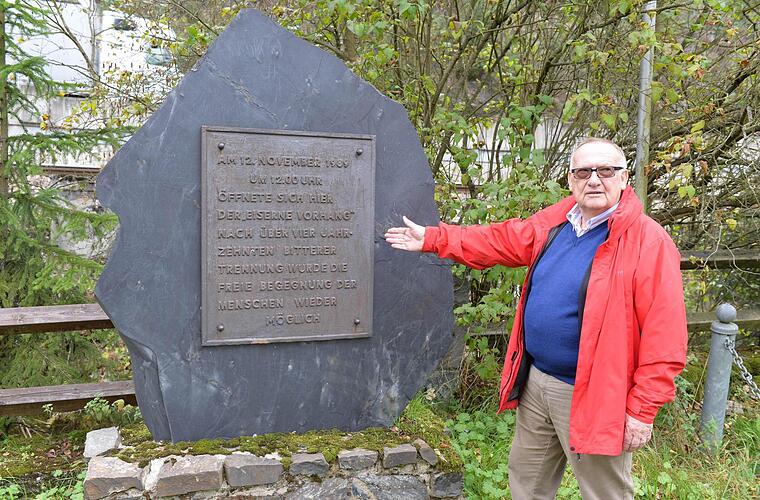 AM 12. NOVEMBER 1989
UM 12.00 UHR
ÖFFNETE SICH HIER
DER „EISERNE VORHANG"
NACH ÜBER VIER JAHR-
ZEHNTEN BITTERER
TRENNUNG WURDE DIE
FREIE BEGEGNUNG DER
MENSCHEN WIEDER
MÖGLICH